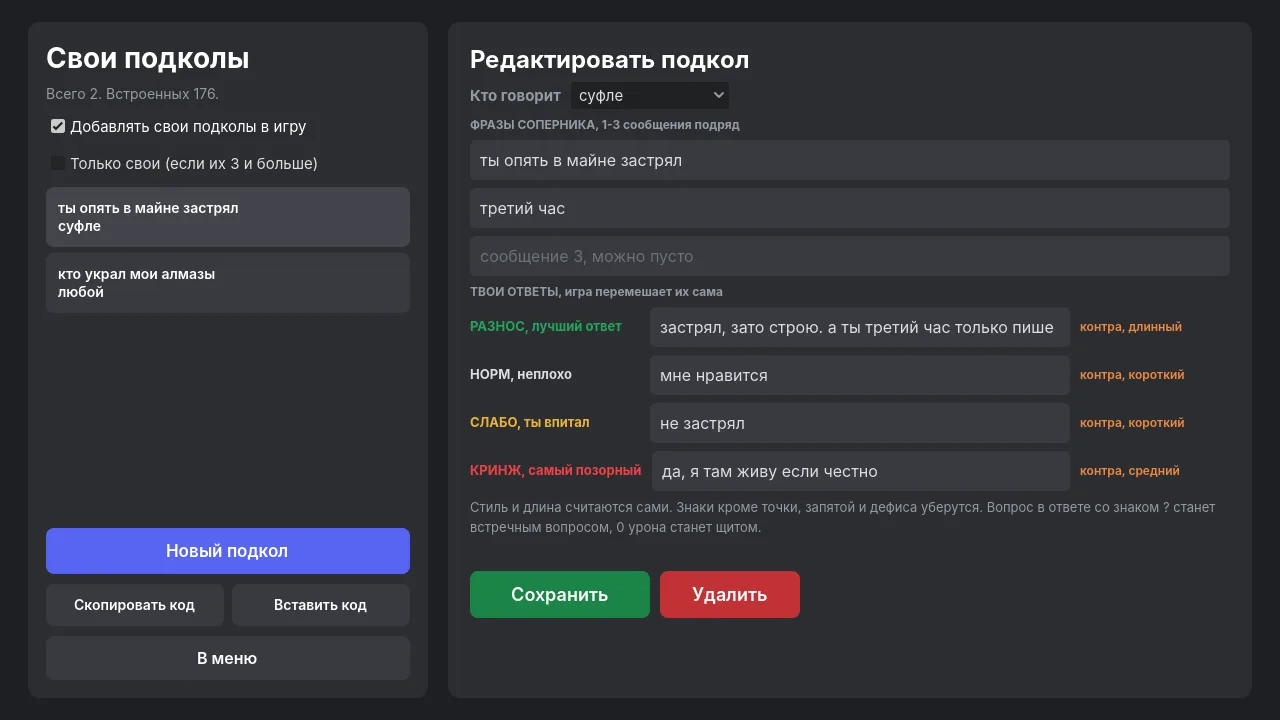 Свои подколы
Всего 2. Встроенных 176.
Добавлять свои подколы в игру
Только свои (если их 3 и больше)
ты опять в майне застрял
суфле
кто украл мои алмазы
любой
Новый подкол
Скопировать код
Вставить код
В меню
Редактировать подкол
Кто говорит
суфле
ФРАЗЫ СОПЕРНИКА, 1-3 сообщения подряд
ты опять в майне застрял
третий час
сообщение 3, можно пусто
ТВОИ ОТВЕТЫ, игра перемешает их сама
РАЗНОС, лучший ответ
застрял, зато строю. а ты третий час только пише
контра, длинный
НОРМ, неплохо
мне нравится
контра, короткий
СЛАБО, ты впитал
не застрял
контра, короткий
КРИНЖ, самый позорный
да, я там живу если честно
контра, средний
Стиль и длина считаются сами. Знаки кроме точки, запятой и дефиса уберутся. Вопрос в ответе со знаком ? станет
встречным вопросом, 0 урона станет щитом.
Сохранить
Удалить